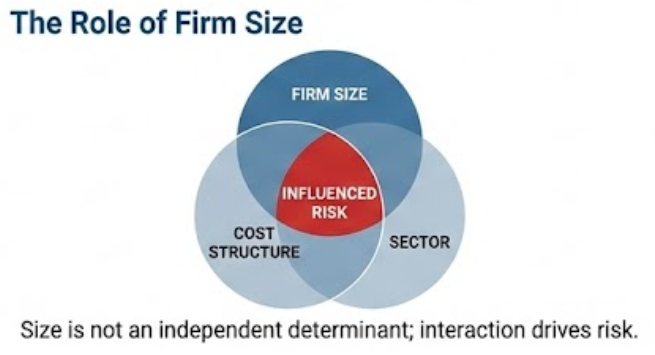 The Role of Firm Size
FIRM SIZE
INFLUENCED
RISK
COST
STRUCTURE
SECTOR
Size is not an independent determinant; interaction drives risk.